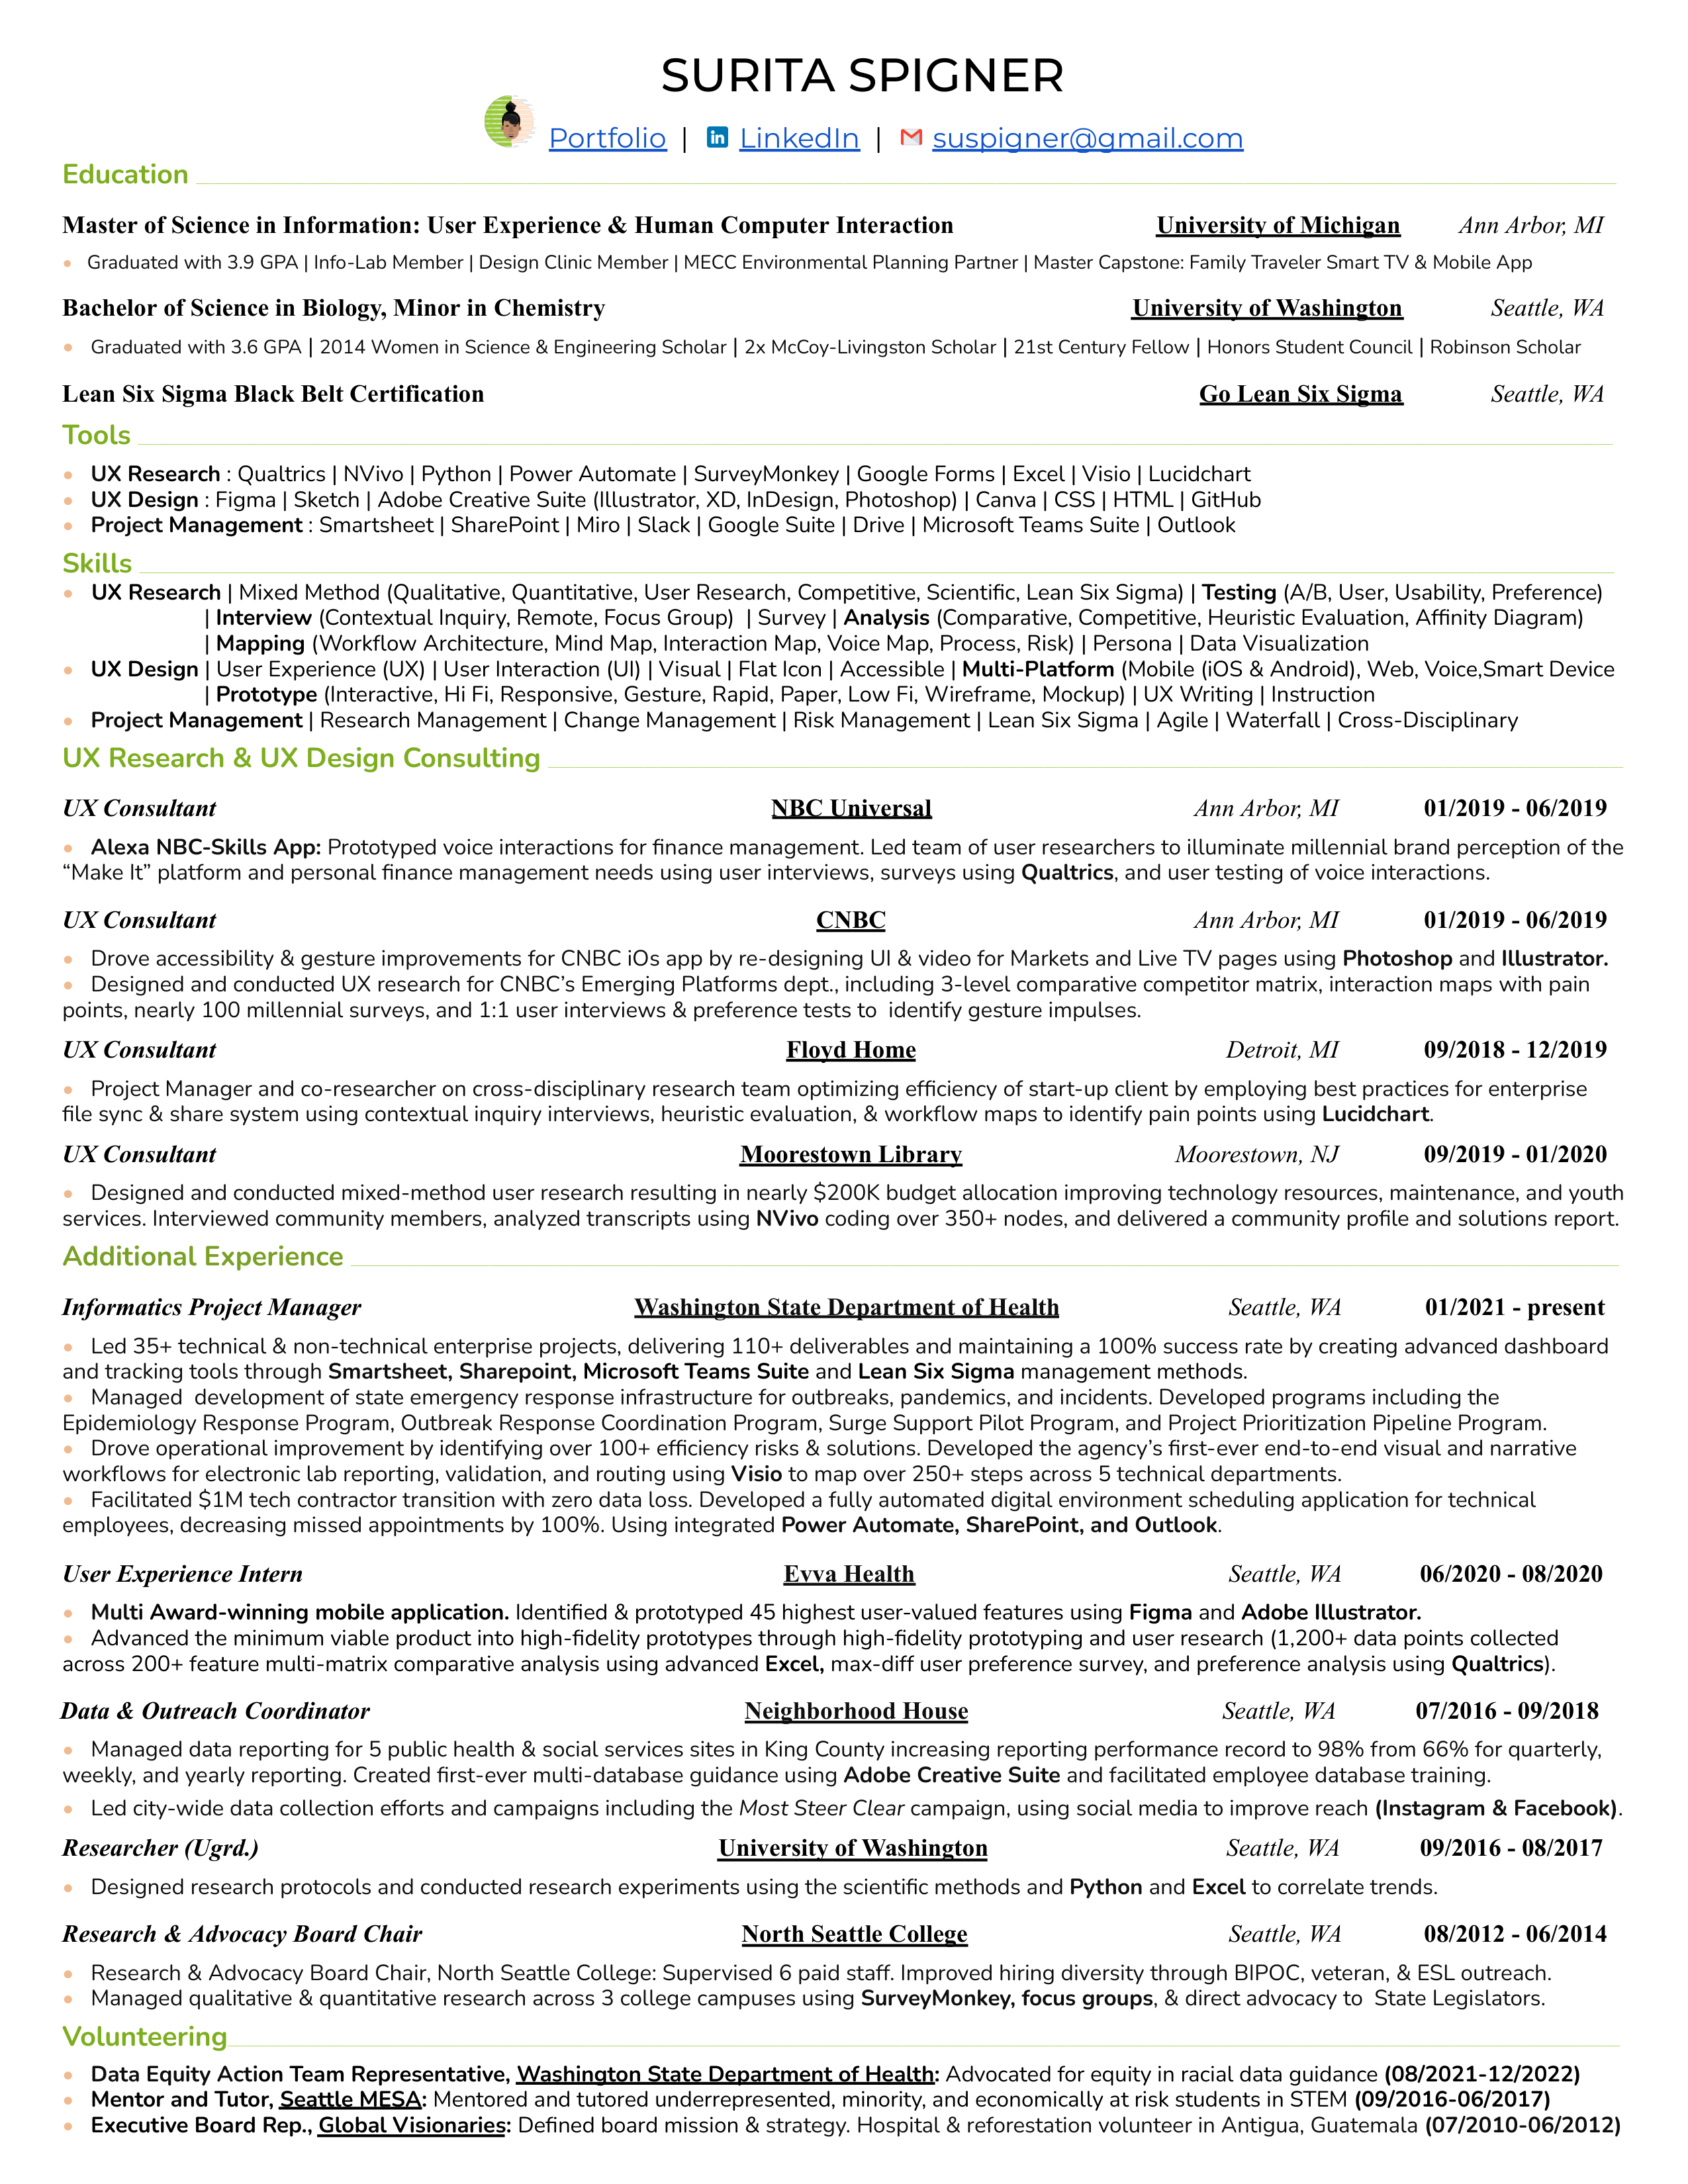 SURITA SPIGNER
Portfolio | in LinkedIn | suspigner@gmail.com
Education
Master of Science in Information: User Experience & Human Computer Interaction University of Michigan Ann Arbor, MI
• Graduated with 3.9 GPA | Info-Lab Member | Design Clinic Member | MECC Environmental Planning Partner | Master Capstone: Family Traveler Smart TV & Mobile App
Bachelor of Science in Biology, Minor in Chemistry University of Washington Seattle, WA
• Graduated with 3.6 GPA | 2014 Women in Science & Engineering Scholar | 2x McCoy-Livingston Scholar | 21st Century Fellow | Honors Student Council | Robinson Scholar
Lean Six Sigma Black Belt Certification Go Lean Six Sigma Seattle, WA
Tools
• UX Research : Qualtrics | NVivo | Python | Power Automate | SurveyMonkey | Google Forms | Excel | Visio | Lucidchart
• UX Design : Figma | Sketch | Adobe Creative Suite (Illustrator, XD, InDesign, Photoshop) | Canva | CSS | HTML | GitHub
• Project Management : Smartsheet | SharePoint | Miro | Slack | Google Suite | Drive | Microsoft Teams Suite | Outlook
Skills
• UX Research | Mixed Method (Qualitative, Quantitative, User Research, Competitive, Scientific, Lean Six Sigma) | Testing (A/B, User, Usability, Preference)
| Interview (Contextual Inquiry, Remote, Focus Group) | Survey | Analysis (Comparative, Competitive, Heuristic Evaluation, Affinity Diagram)
| Mapping (Workflow Architecture, Mind Map, Interaction Map, Voice Map, Process, Risk) | Persona | Data Visualization
• UX Design | User Experience (UX) | User Interaction (UI) | Visual | Flat Icon | Accessible | Multi-Platform (Mobile (iOS & Android), Web, Voice,Smart Device
| Prototype (Interactive, Hi Fi, Responsive, Gesture, Rapid, Paper, Low Fi, Wireframe, Mockup) | UX Writing | Instruction
• Project Management | Research Management | Change Management | Risk Management | Lean Six Sigma | Agile | Waterfall | Cross-Disciplinary
UX Research & UX Design Consulting
UX Consultant NBC Universal Ann Arbor, MI 01/2019 - 06/2019
• Alexa NBC-Skills App: Prototyped voice interactions for finance management. Led team of user researchers to illuminate millennial brand perception of the
“Make It” platform and personal finance management needs using user interviews, surveys using Qualtrics, and user testing of voice interactions.
UX Consultant CNBC Ann Arbor, MI 01/2019 - 06/2019
• Drove accessibility & gesture improvements for CNBC iOs app by re-designing UI & video for Markets and Live TV pages using Photoshop and Illustrator.
• Designed and conducted UX research for CNBC’s Emerging Platforms dept., including 3-level comparative competitor matrix, interaction maps with pain
points, nearly 100 millennial surveys, and 1:1 user interviews & preference tests to identify gesture impulses.
UX Consultant Floyd Home Detroit, MI 09/2018 - 12/2019
• Project Manager and co-researcher on cross-disciplinary research team optimizing efficiency of start-up client by employing best practices for enterprise
file sync & share system using contextual inquiry interviews, heuristic evaluation, & workflow maps to identify pain points using Lucidchart.
UX Consultant Moorestown Library Moorestown, NJ 09/2019 - 01/2020
• Designed and conducted mixed-method user research resulting in nearly $200K budget allocation improving technology resources, maintenance, and youth
services. Interviewed community members, analyzed transcripts using NVivo coding over 350+ nodes, and delivered a community profile and solutions report.
Additional Experience
Informatics Project Manager Washington State Department of Health Seattle, WA 01/2021 - present
• Led 35+ technical & non-technical enterprise projects, delivering 110+ deliverables and maintaining a 100% success rate by creating advanced dashboard
and tracking tools through Smartsheet, Sharepoint, Microsoft Teams Suite and Lean Six Sigma management methods.
• Managed development of state emergency response infrastructure for outbreaks, pandemics, and incidents. Developed programs including the
Epidemiology Response Program, Outbreak Response Coordination Program, Surge Support Pilot Program, and Project Prioritization Pipeline Program.
• Drove operational improvement by identifying over 100+ efficiency risks & solutions. Developed the agency’s first-ever end-to-end visual and narrative
workflows for electronic lab reporting, validation, and routing using Visio to map over 250+ steps across 5 technical departments.
• Facilitated $1M tech contractor transition with zero data loss. Developed a fully automated digital environment scheduling application for technical
employees, decreasing missed appointments by 100%. Using integrated Power Automate, SharePoint, and Outlook.
User Experience Intern Evva Health Seattle, WA 06/2020 - 08/2020
• Multi Award-winning mobile application. Identified & prototyped 45 highest user-valued features using Figma and Adobe Illustrator.
• Advanced the minimum viable product into high-fidelity prototypes through high-fidelity prototyping and user research (1,200+ data points collected
across 200+ feature multi-matrix comparative analysis using advanced Excel, max-diff user preference survey, and preference analysis using Qualtrics).
Data & Outreach Coordinator Neighborhood House Seattle, WA 07/2016 - 09/2018
• Managed data reporting for 5 public health & social services sites in King County increasing reporting performance record to 98% from 66% for quarterly,
weekly, and yearly reporting. Created first-ever multi-database guidance using Adobe Creative Suite and facilitated employee database training.
• Led city-wide data collection efforts and campaigns including the Most Steer Clear campaign, using social media to improve reach (Instagram & Facebook).
Researcher (Ugrd.) University of Washington Seattle, WA 09/2016 - 08/2017
• Designed research protocols and conducted research experiments using the scientific methods and Python and Excel to correlate trends.
Research & Advocacy Board Chair North Seattle College Seattle, WA 08/2012 - 06/2014
• Research & Advocacy Board Chair, North Seattle College: Supervised 6 paid staff. Improved hiring diversity through BIPOC, veteran, & ESL outreach.
• Managed qualitative & quantitative research across 3 college campuses using SurveyMonkey, focus groups, & direct advocacy to State Legislators.
Volunteering
• Data Equity Action Team Representative, Washington State Department of Health: Advocated for equity in racial data guidance (08/2021-12/2022)
• Mentor and Tutor, Seattle MESA: Mentored and tutored underrepresented, minority, and economically at risk students in STEM (09/2016-06/2017)
• Executive Board Rep., Global Visionaries: Defined board mission & strategy. Hospital & reforestation volunteer in Antigua, Guatemala (07/2010-06/2012)